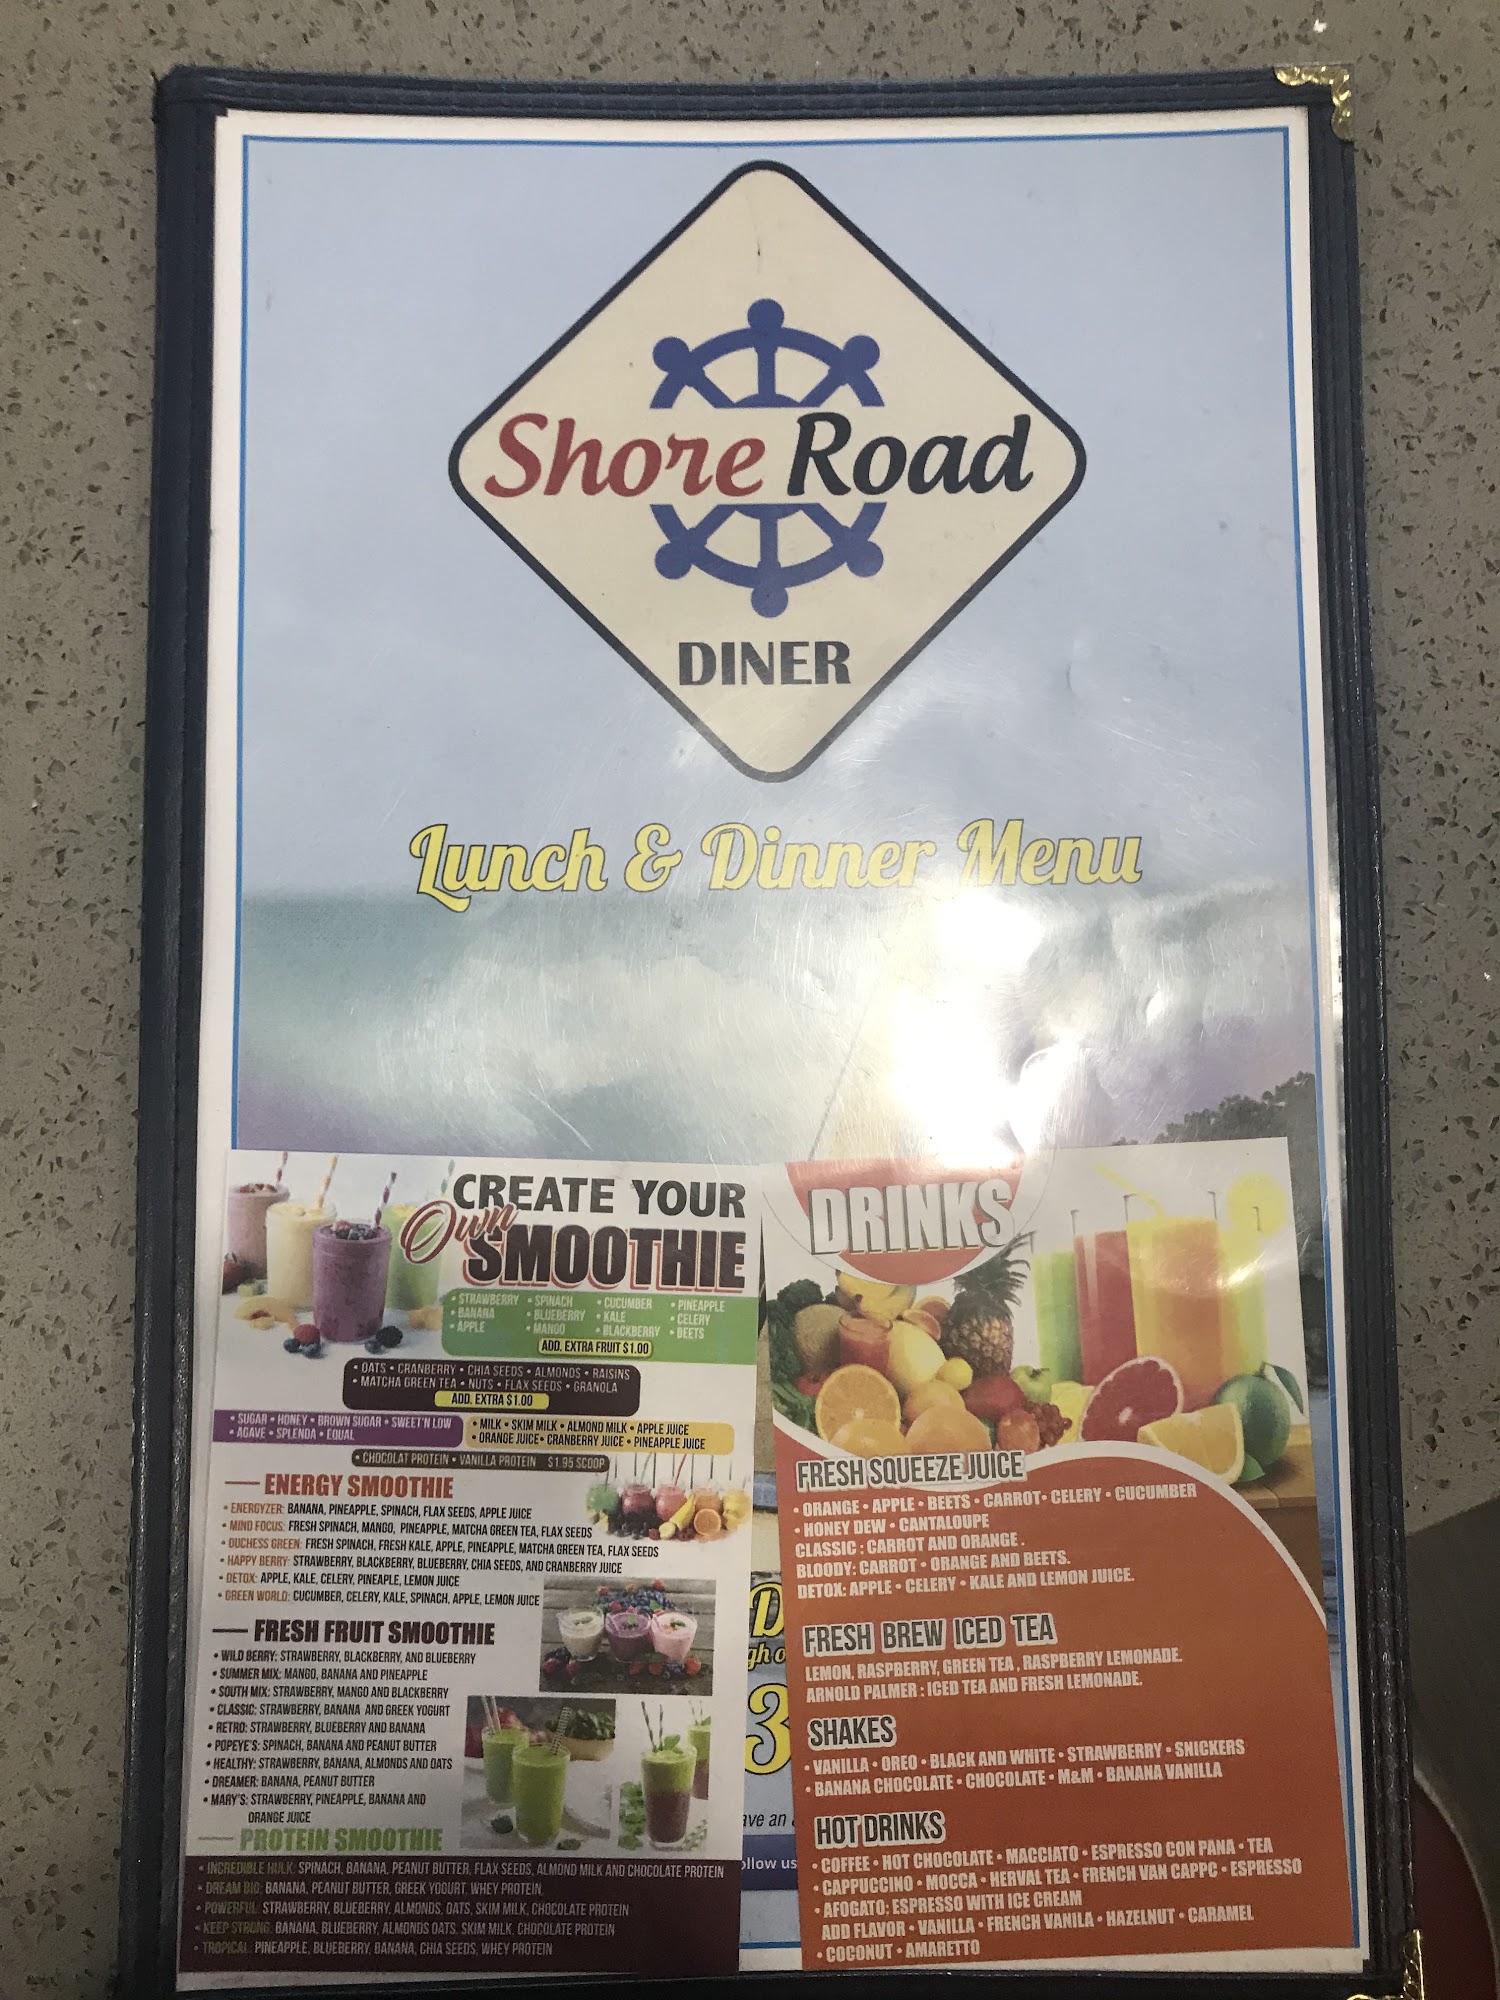 Shore Road
DINER
Lunch & Dinner Menu
CREATE YOUR
Own
SMOOTHIE
• STRAWBERRY • SPINACH • CUCUMBER • PINEAPPLE
• BANANA • BLUEBERRY • KALE • CELERY
• APPLE • MANGO • BLACKBERRY • BEETS
ADD. EXTRA FRUIT $1.00
• OATS • CRANBERRY • CHIA SEEDS • ALMONDS • RAISINS
• MATCHA GREEN TEA • NUTS • FLAX SEEDS • GRANOLA
ADD. EXTRA $1.00
• SUGAR • HONEY • BROWN SUGAR • SWEET'N LOW
• AGAVE • SPLENDA • EQUAL
• MILK • SKIM MILK • ALMOND MILK • APPLE JUICE
• ORANGE JUICE • CRANBERRY JUICE • PINEAPPLE JUICE
• CHOCOLAT PROTEIN • VANILLA PROTEIN $1.95 SCOOP
ENERGY SMOOTHIE
• ENERGYZER: BANANA, PINEAPPLE, SPINACH, FLAX SEEDS, APPLE JUICE
• MIND FOCUS: FRESH SPINACH, MANGO, PINEAPPLE, MATCHA GREEN TEA, FLAX SEEDS
• DUCHESS GREEN: FRESH SPINACH, FRESH KALE, APPLE, PINEAPPLE, MATCHA GREEN TEA, FLAX SEEDS
• HAPPY BERRY: STRAWBERRY, BLACKBERRY, BLUEBERRY, CHIA SEEDS, AND CRANBERRY JUICE
• DETOX: APPLE, KALE, CELERY, PINEAPLE, LEMON JUICE
• GREEN WORLD: CUCUMBER, CELERY, KALE, SPINACH, APPLE, LEMON JUICE
FRESH FRUIT SMOOTHIE
• WILD BERRY: STRAWBERRY, BLACKBERRY, AND BLUEBERRY
• SUMMER MIX: MANGO, BANANA AND PINEAPPLE
• SOUTH MIX: STRAWBERRY, MANGO AND BLACKBERRY
• CLASSIC: STRAWBERRY, BANANA AND GREEK YOGURT
• RETRO: STRAWBERRY, BLUEBERRY AND BANANA
• POPEYE'S: SPINACH, BANANA AND PEANUT BUTTER
• HEALTHY: STRAWBERRY, BANANA, ALMONDS AND OATS
• DREAMER: BANANA, PEANUT BUTTER
• MARY'S: STRAWBERRY, PINEAPPLE, BANANA AND
ORANGE JUICE
PROTEIN SMOOTHIE
• INCREDIBLE HULK: SPINACH, BANANA, PEANUT BUTTER, FLAX SEEDS, ALMOND MILK AND CHOCOLATE PROTEIN
• DREAM BIG: BANANA, PEANUT BUTTER, GREEK YOGURT, WHEY PROTEIN,
• POWERFUL: STRAWBERRY, BLUEBERRY, ALMONDS, OATS, SKIM MILK, CHOCOLATE PROTEIN
• KEEP STRONG: BANANA, BLUEBERRY, ALMONDS OATS, SKIM MILK, CHOCOLATE PROTEIN
• TROPICAL: PINEAPPLE, BLUEBERRY, BANANA, CHIA SEEDS, WHEY PROTEIN
DRINKS
FRESH SQUEEZE JUICE
• ORANGE • APPLE • BEETS • CARROT • CELERY • CUCUMBER
• HONEY DEW • CANTALOUPE
CLASSIC : CARROT AND ORANGE .
BLOODY: CARROT • ORANGE AND BEETS.
DETOX: APPLE • CELERY • KALE AND LEMON JUICE.
FRESH BREW ICED TEA
LEMON, RASPBERRY, GREEN TEA , RASPBERRY LEMONADE.
ARNOLD PALMER : ICED TEA AND FRESH LEMONADE.
SHAKES
• VANILLA • OREO • BLACK AND WHITE • STRAWBERRY • SNICKERS
• BANANA CHOCOLATE • CHOCOLATE • M&M • BANANA VANILLA
HOT DRINKS
• COFFEE • HOT CHOCOLATE • MACCIATO • ESPRESSO CON PANA • TEA
• CAPPUCCINO • MOCCA • HERVAL TEA • FRENCH VAN CAPPC • ESPRESSO
• AFOGATO: ESPRESSO WITH ICE CREAM
ADD FLAVOR • VANILLA • FRENCH VANILA • HAZELNUT • CARAMEL
• COCONUT • AMARETTO
3
an
us